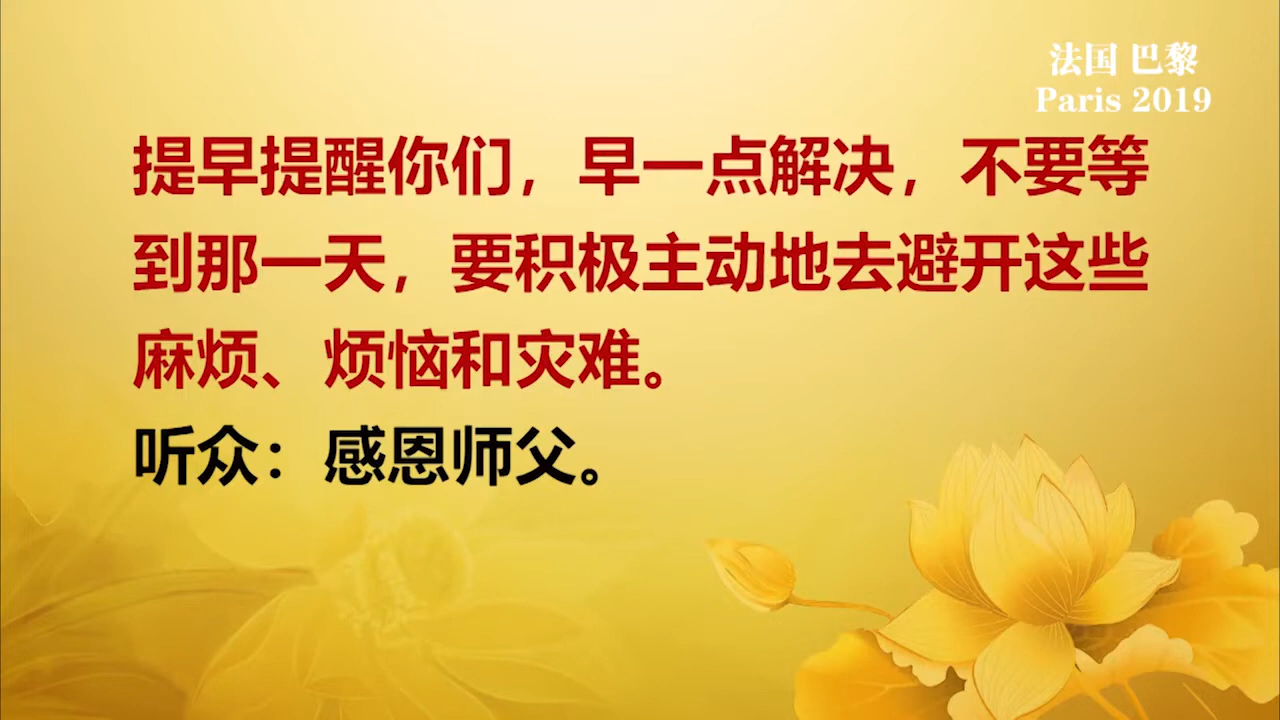 法国 巴黎
Paris 2019
提早提醒你们，早一点解决，不要等
到那一天，要积极主动地去避开这些
麻烦、烦恼和灾难。
听众：感恩师父。